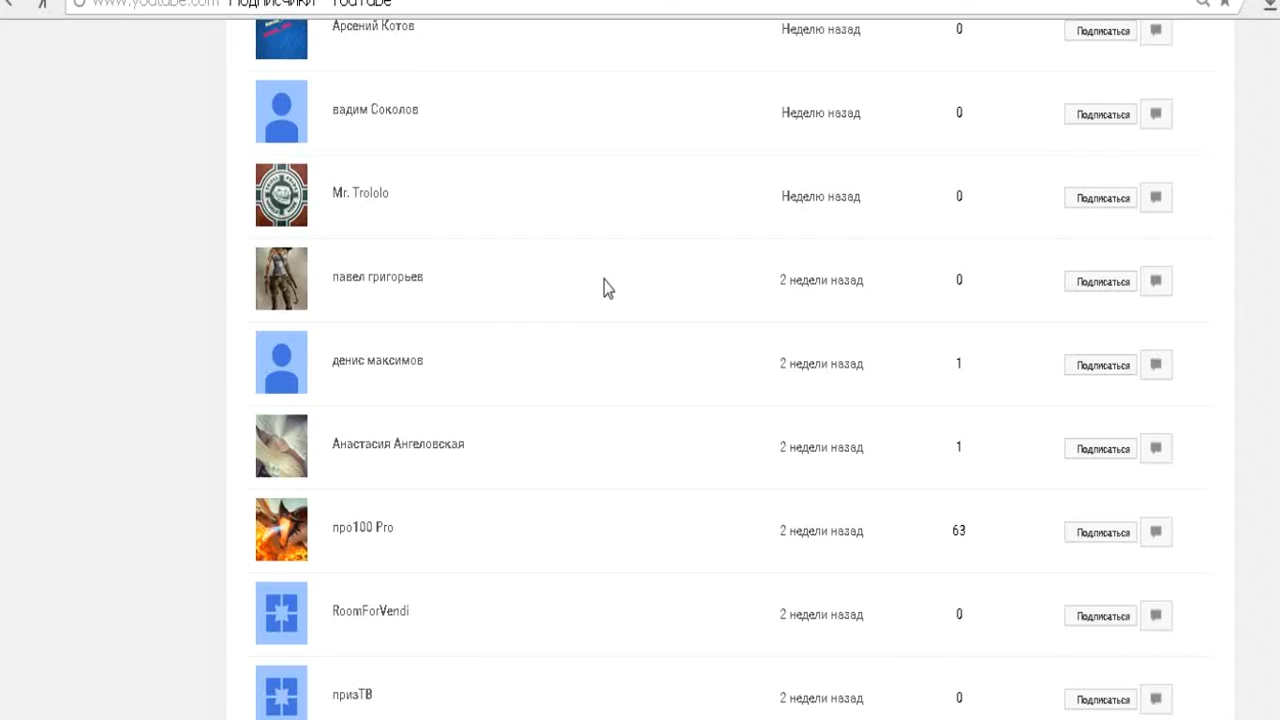 www.youtube.com Подписчики - YouTube
Арсений Котов Неделю назад 0 Подписаться
вадим Соколов Неделю назад 0 Подписаться
Mr. Trololo Неделю назад 0 Подписаться
павел григорьев 2 недели назад 0 Подписаться
денис максимов 2 недели назад 1 Подписаться
Анастасия Ангеловская 2 недели назад 1 Подписаться
про100 Pro 2 недели назад 63 Подписаться
RoomForVendi 2 недели назад 0 Подписаться
призТВ 2 недели назад 0 Подписаться